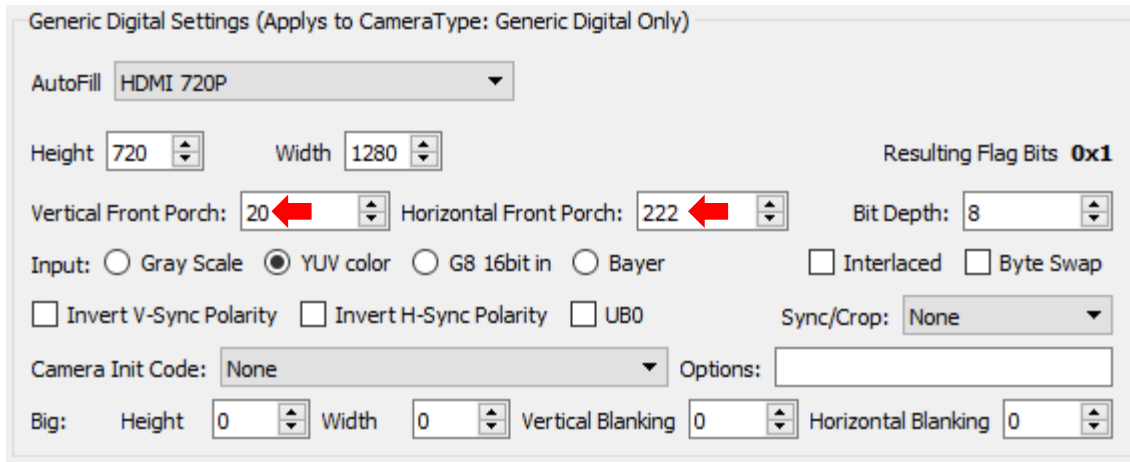 Generic Digital Settings (Applys to CameraType: Generic Digital Only)
AutoFill HDMI 720P
Height 720 Width 1280 Resulting Flag Bits 0x1
Vertical Front Porch: 20 Horizontal Front Porch: 222 Bit Depth: 8
Input: Gray Scale YUV color G8 16bit in Bayer Interlaced Byte Swap
Invert V-Sync Polarity Invert H-Sync Polarity UB0 Sync/Crop: None
Camera Init Code: None Options:
Big: Height 0 Width 0 Vertical Blanking 0 Horizontal Blanking 0